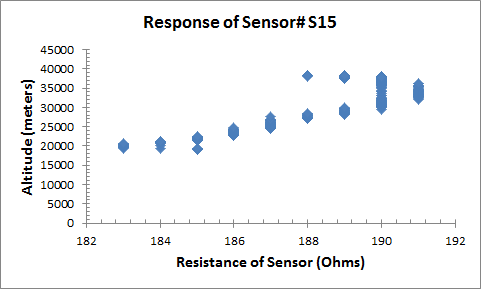 Response of Sensor# S15
Altitude (meters)
45000
40000
35000
30000
25000
20000
15000
10000
5000
0
182 184 186 188 190 192
Resistance of Sensor (Ohms)